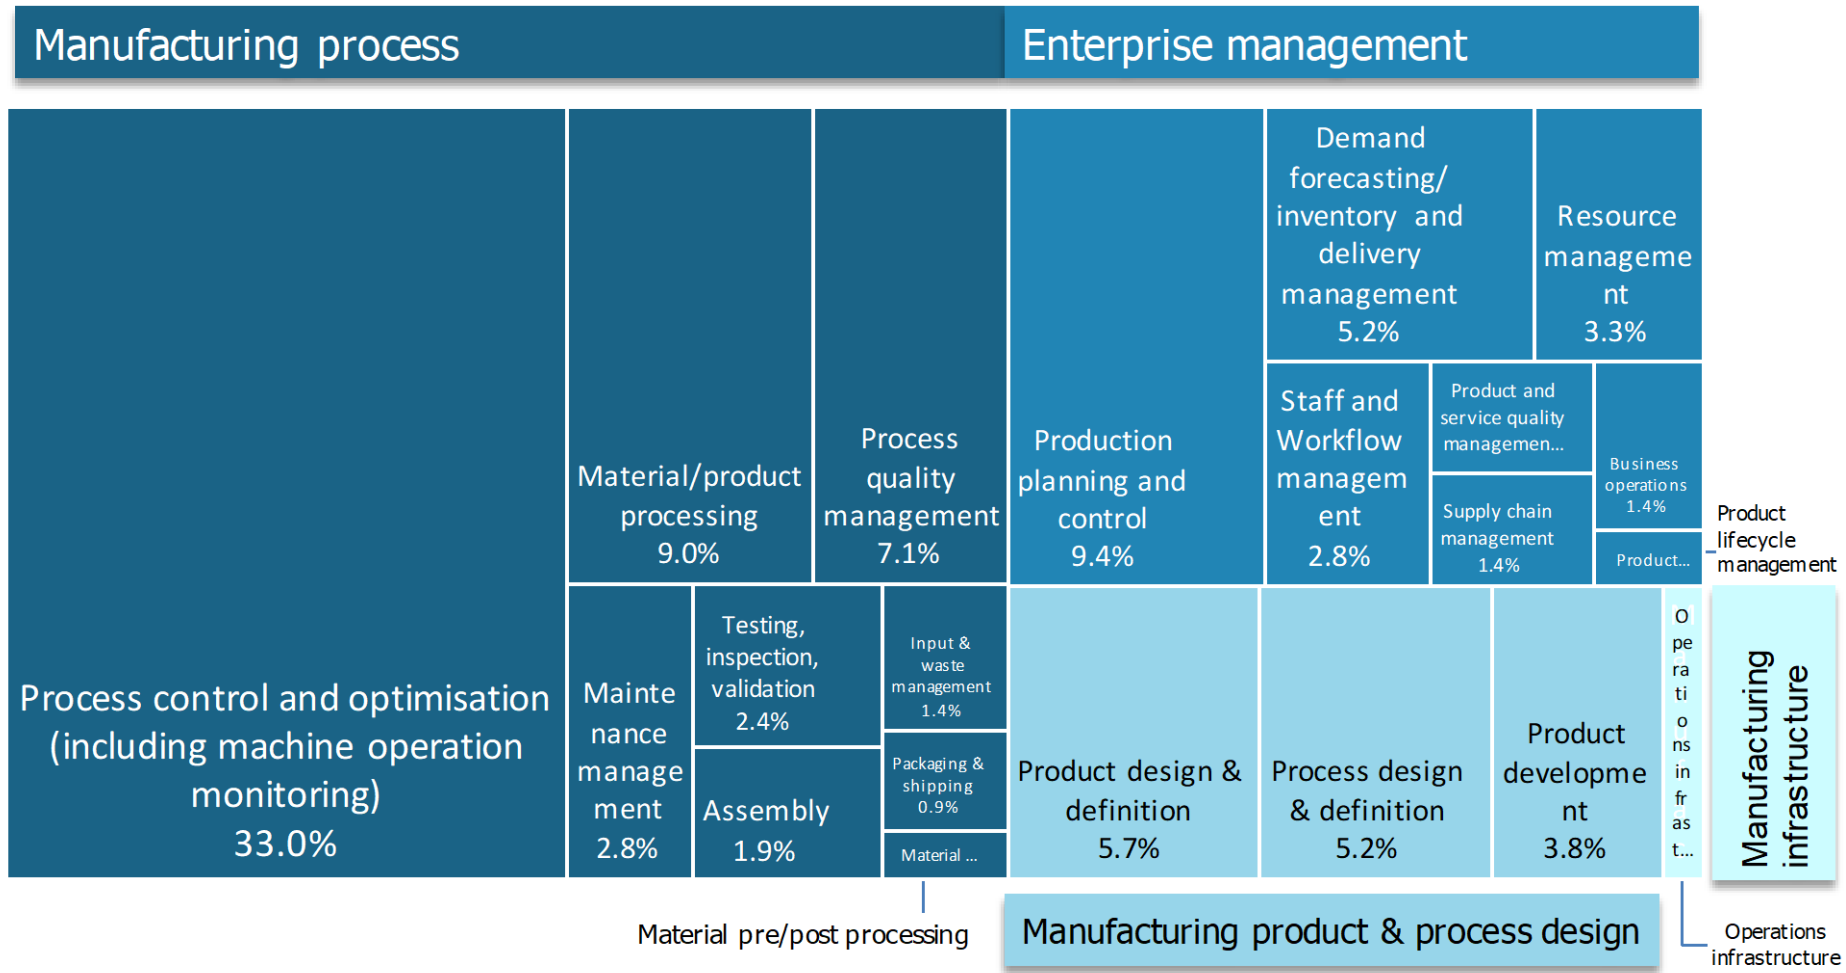 Manufacturing process
Enterprise management
Process control and optimisation
(including machine operation
monitoring)
33.0%
Material/product
processing
9.0%
Process
quality
management
7.1%
Mainte
nance
manage
ment
2.8%
Testing,
inspection,
validation
2.4%
Assembly
1.9%
Input &
waste
management
1.4%
Packaging &
shipping
0.9%
Material ...
Material pre/post processing
Production
planning and
control
9.4%
Demand
forecasting/
inventory and
delivery
management
5.2%
Resource
manageme
nt
3.3%
Staff and
Workflow
managem
ent
2.8%
Product and
service quality
managemen...
Supply chain
management
1.4%
Business
operations
1.4%
Product...
Product
lifecycle
management
Product design &
definition
5.7%
Process design
& definition
5.2%
Product
developme
nt
3.8%
O
pe
ra
ti
o
ns
in
fr
as
t...
Manufacturing
infrastructure
Manufacturing product & process design
Operations
infrastructure